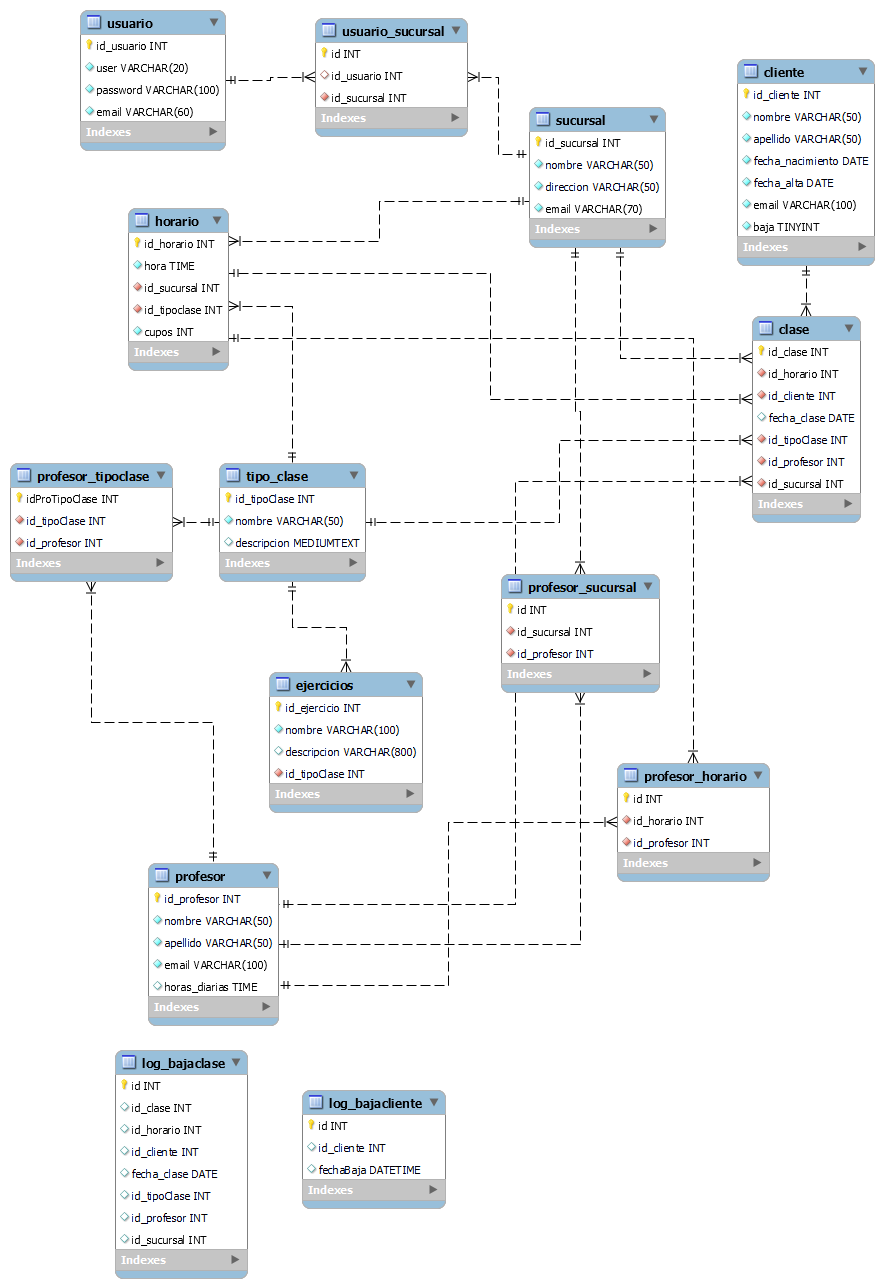 usuario
id_usuario INT
user VARCHAR(20)
password VARCHAR(100)
email VARCHAR(60)
Indexes
usuario_sucursal
id INT
id_usuario INT
id_sucursal INT
Indexes
sucursal
id_sucursal INT
nombre VARCHAR(50)
direccion VARCHAR(50)
email VARCHAR(70)
Indexes
cliente
id_cliente INT
nombre VARCHAR(50)
apellido VARCHAR(50)
fecha_nacimiento DATE
fecha_alta DATE
email VARCHAR(100)
baja TINYINT
Indexes
horario
id_horario INT
hora TIME
id_sucursal INT
id_tipoclase INT
cupos INT
Indexes
clase
id_clase INT
id_horario INT
id_cliente INT
fecha_clase DATE
id_tipoClase INT
id_profesor INT
id_sucursal INT
Indexes
profesor_tipoclase
idProTipoClase INT
id_tipoClase INT
id_profesor INT
Indexes
tipo_clase
id_tipoClase INT
nombre VARCHAR(50)
descripcion MEDIUMTEXT
Indexes
profesor_sucursal
id INT
id_sucursal INT
id_profesor INT
Indexes
ejercicios
id_ejercicio INT
nombre VARCHAR(100)
descripcion VARCHAR(800)
id_tipoClase INT
Indexes
profesor_horario
id INT
id_horario INT
id_profesor INT
Indexes
profesor
id_profesor INT
nombre VARCHAR(50)
apellido VARCHAR(50)
email VARCHAR(100)
horas_diarias TIME
Indexes
log_bajaclase
id INT
id_clase INT
id_horario INT
id_cliente INT
fecha_clase DATE
id_tipoClase INT
id_profesor INT
id_sucursal INT
Indexes
log_bajacliente
id INT
id_cliente INT
fechaBaja DATETIME
Indexes